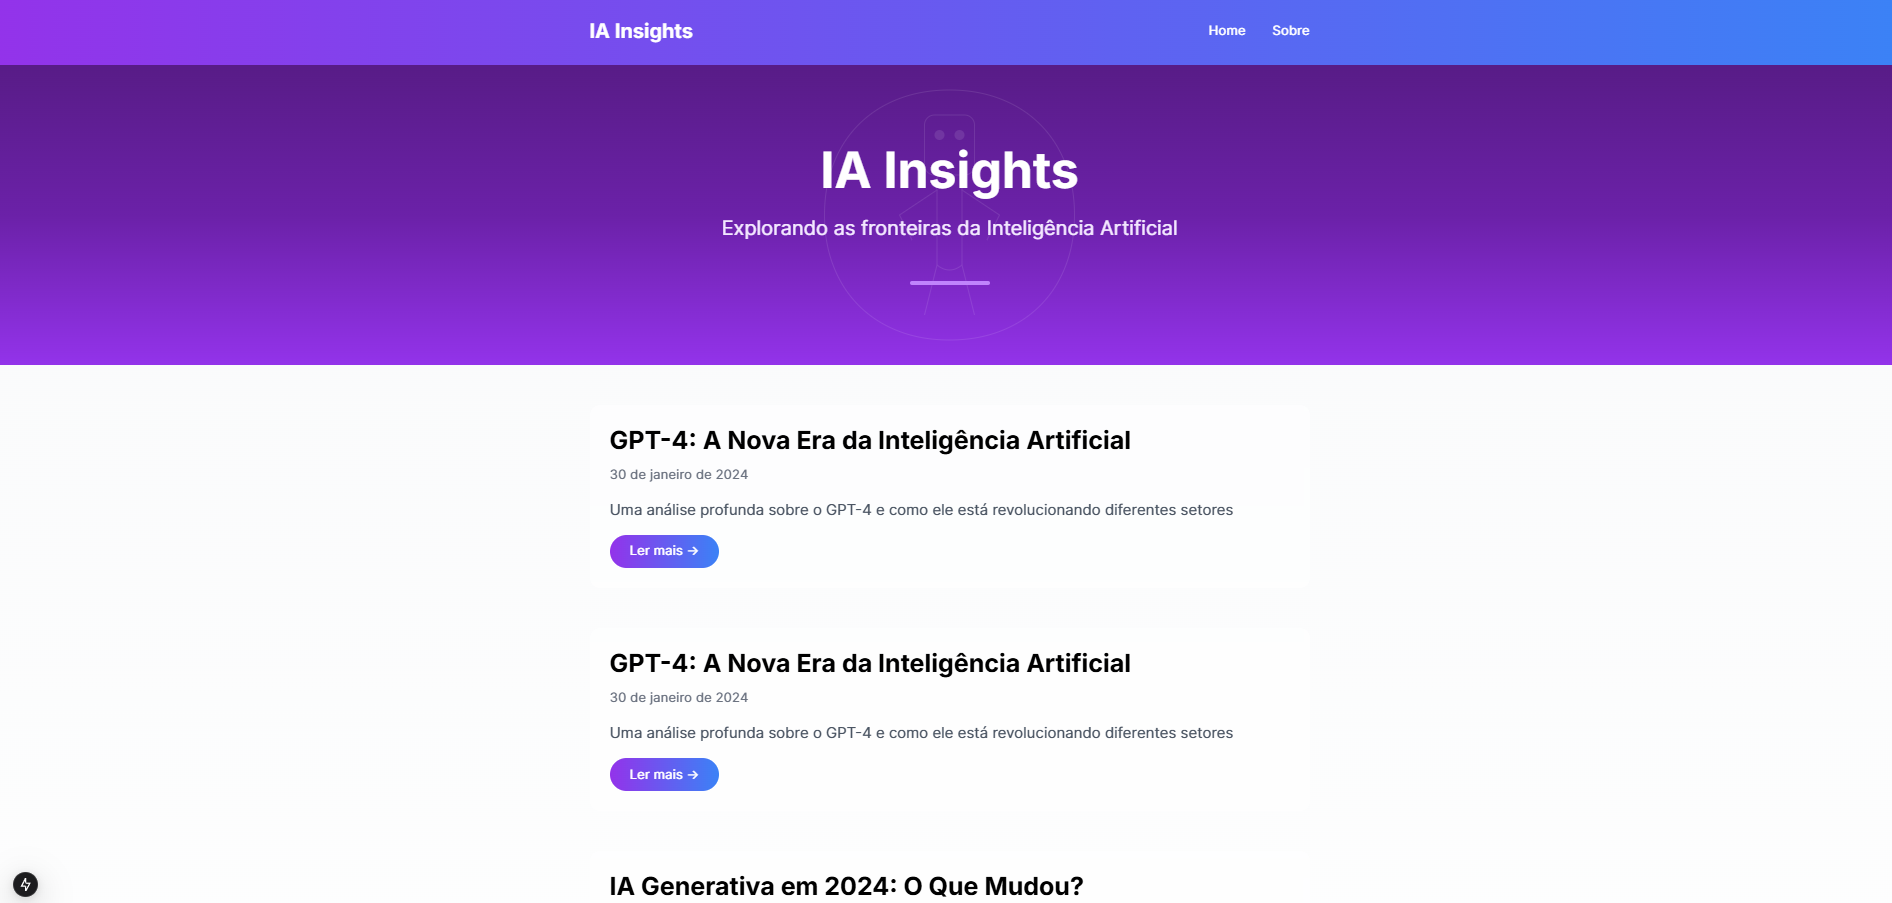 IA Insights
Home
Sobre
IA Insights
Explorando as fronteiras da Inteligência Artificial
GPT-4: A Nova Era da Inteligência Artificial
30 de janeiro de 2024
Uma análise profunda sobre o GPT-4 e como ele está revolucionando diferentes setores
Ler mais →
GPT-4: A Nova Era da Inteligência Artificial
30 de janeiro de 2024
Uma análise profunda sobre o GPT-4 e como ele está revolucionando diferentes setores
Ler mais →
IA Generativa em 2024: O Que Mudou?